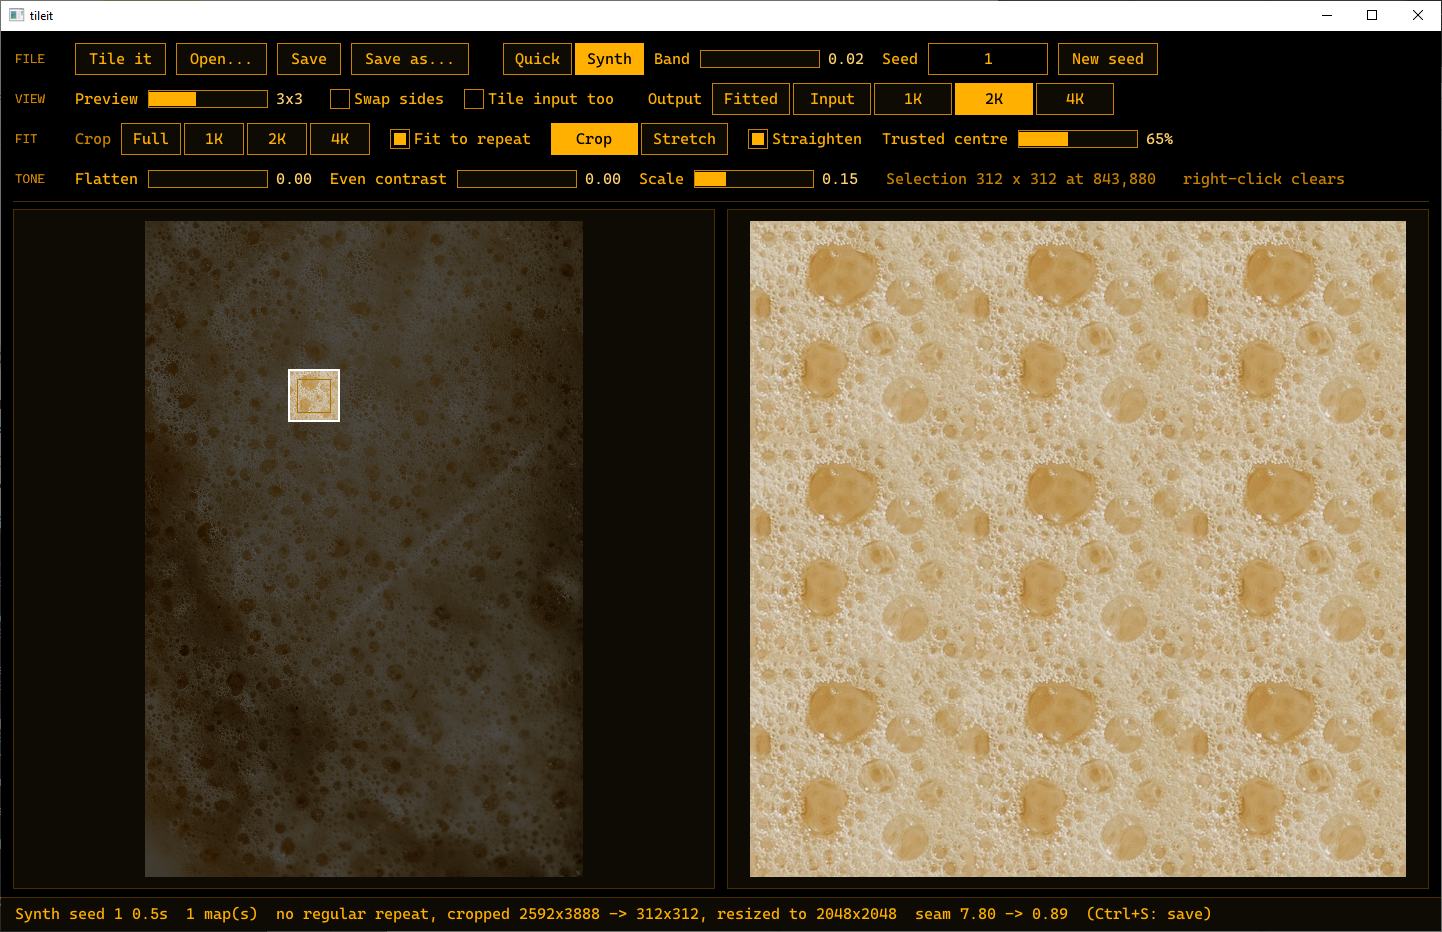 tileit
FILE Tile it Open... Save Save as... Quick Synth Band 0.02 Seed 1 New seed
VIEW Preview 3x3 Swap sides Tile input too Output Fitted Input 1K 2K 4K
FIT Crop Full 1K 2K 4K Fit to repeat Crop Stretch Straighten Trusted centre 65%
TONE Flatten 0.00 Even contrast 0.00 Scale 0.15 Selection 312 x 312 at 843,880 right-click clears
Synth seed 1 0.5s 1 map(s) no regular repeat, cropped 2592x3888 -> 312x312, resized to 2048x2048 seam 7.80 -> 0.89 (Ctrl+S: save)